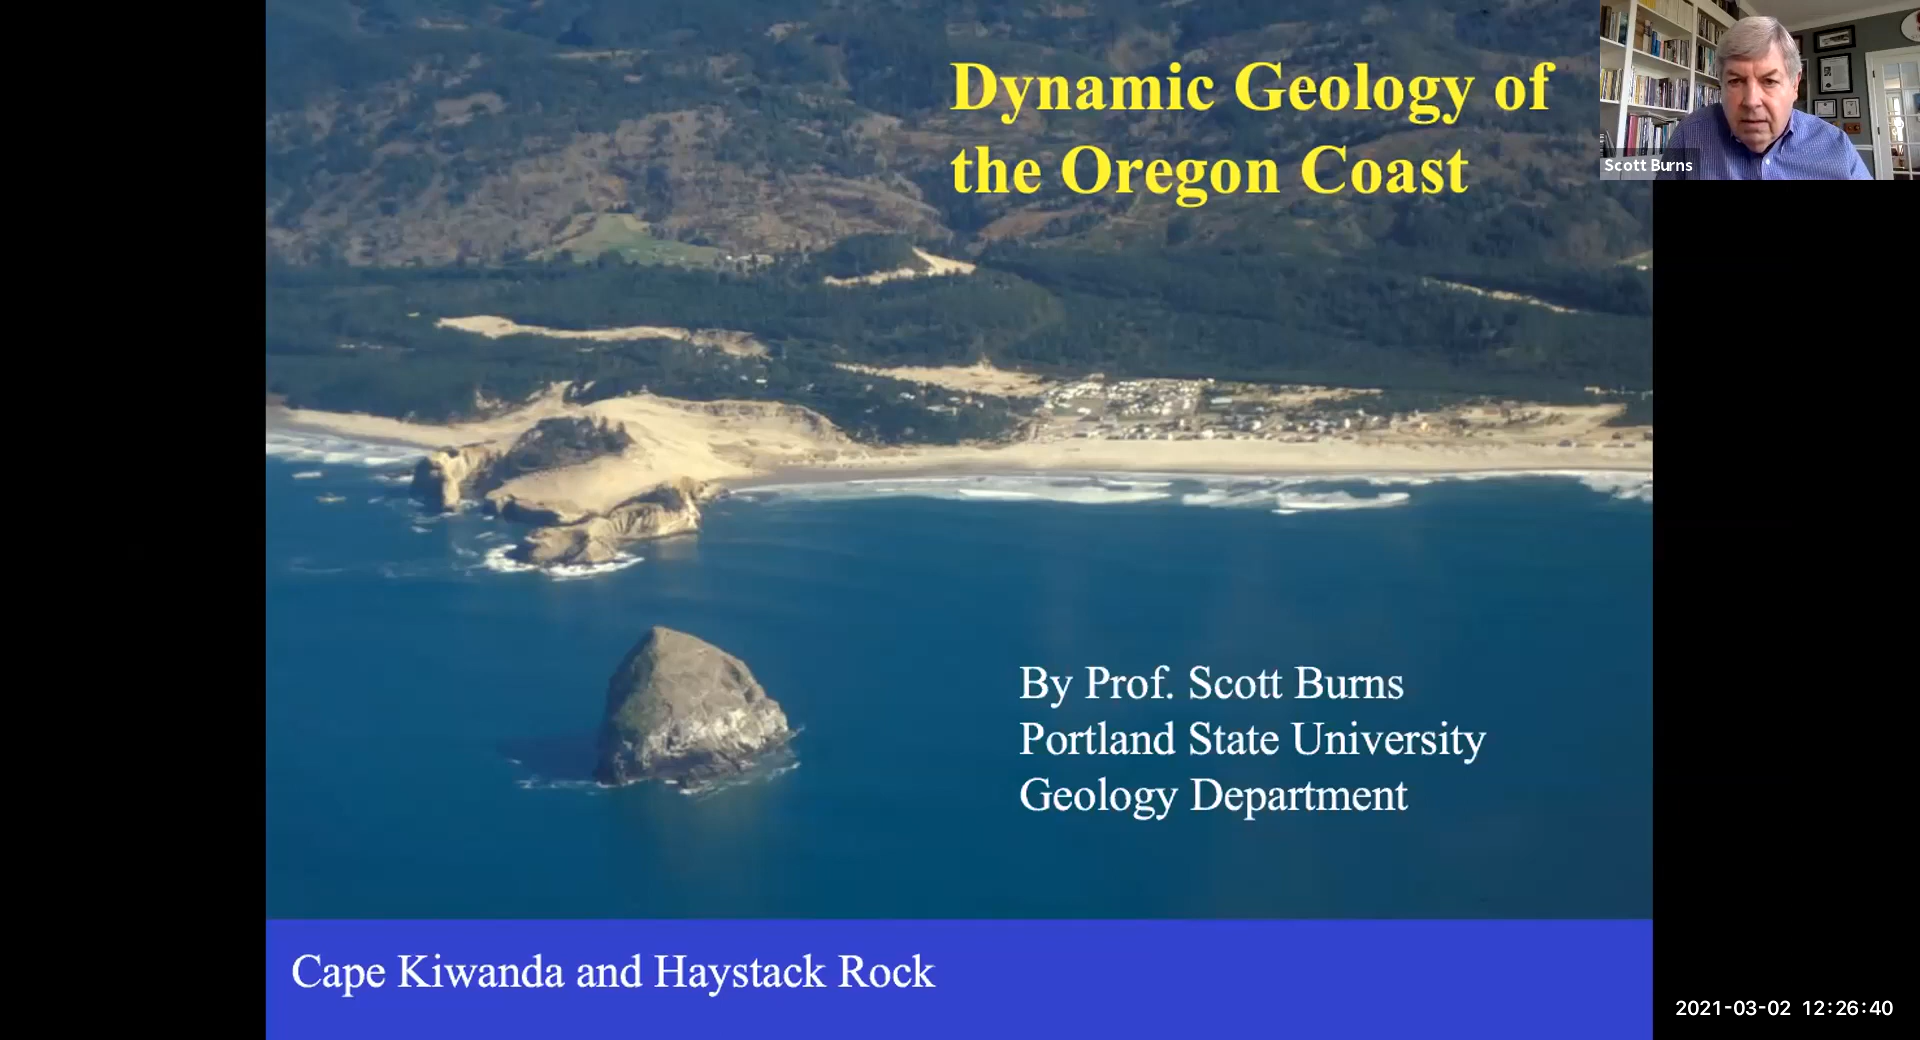 Dynamic Geology of
the Oregon Coast
Scott Burns
By Prof. Scott Burns
Portland State University
Geology Department
Cape Kiwanda and Haystack Rock
2021-03-02 12:26:40